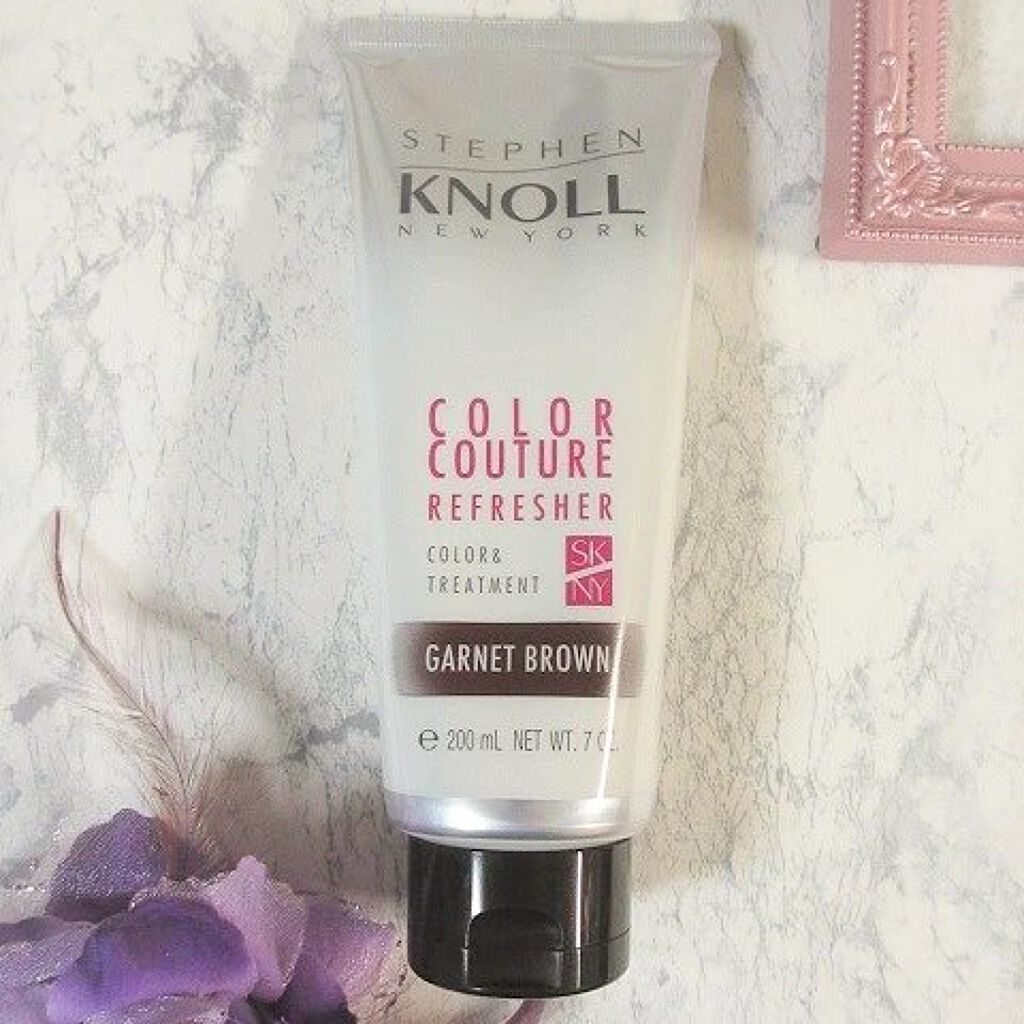 STEPHEN
KNOLL
NEW YORK
COLOR
COUTURE
REFRESHER
COLOR&
TREATMENT
SK
NY
GARNET BROWN
e 200 mL NET WT. 7 OZ.